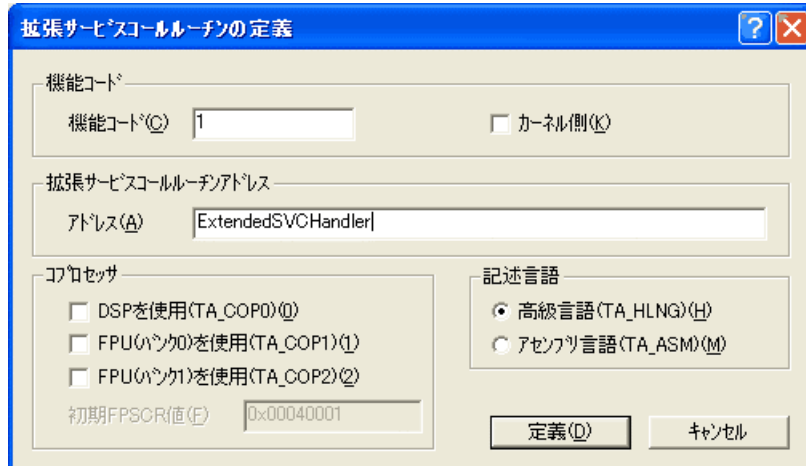 拡張サービスコールルーチンの定義
機能コード
機能コード(C) 1 カーネル側(K)
拡張サービスコールルーチンアドレス
アドレス(A) ExtendedSVCHandler
コプロセッサ
DSPを使用(TA_COP0)(0)
FPU(バンク0)を使用(TA_COP1)(1)
FPU(バンク1)を使用(TA_COP2)(2)
初期FPSCR値(F) 0x00040001
記述言語
高級言語(TA_HLNG)(H)
アセンブリ言語(TA_ASM)(M)
定義(D) キャンセル